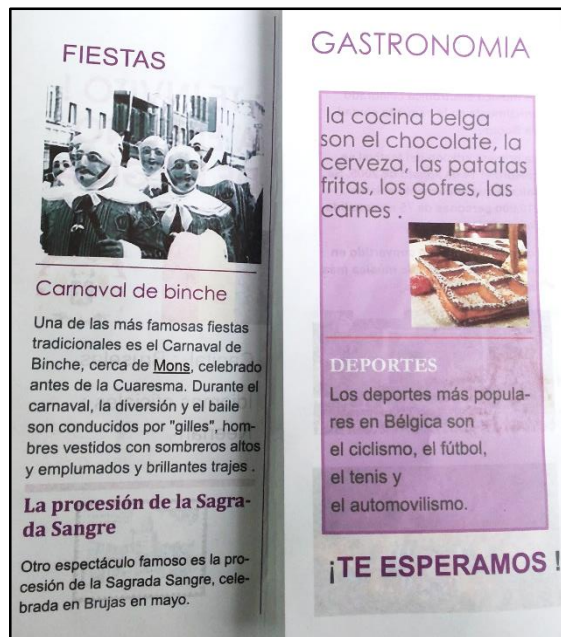 FIESTAS
Carnaval de binche
Una de las más famosas fiestas
tradicionales es el Carnaval de
Binche, cerca de Mons, celebrado
antes de la Cuaresma. Durante el
carnaval, la diversión y el baile
son conducidos por "gilles", hom-
bres vestidos con sombreros altos
y emplumados y brillantes trajes .
La procesión de la Sagra-
da Sangre
Otro espectáculo famoso es la pro-
cesión de la Sagrada Sangre, cele-
brada en Brujas en mayo.
GASTRONOMIA
la cocina belga
son el chocolate, la
cerveza, las patatas
fritas, los gofres, las
carnes .
DEPORTES
Los deportes más popula-
res en Bélgica son
el ciclismo, el fútbol,
el tenis y
el automovilismo.
¡TE ESPERAMOS !